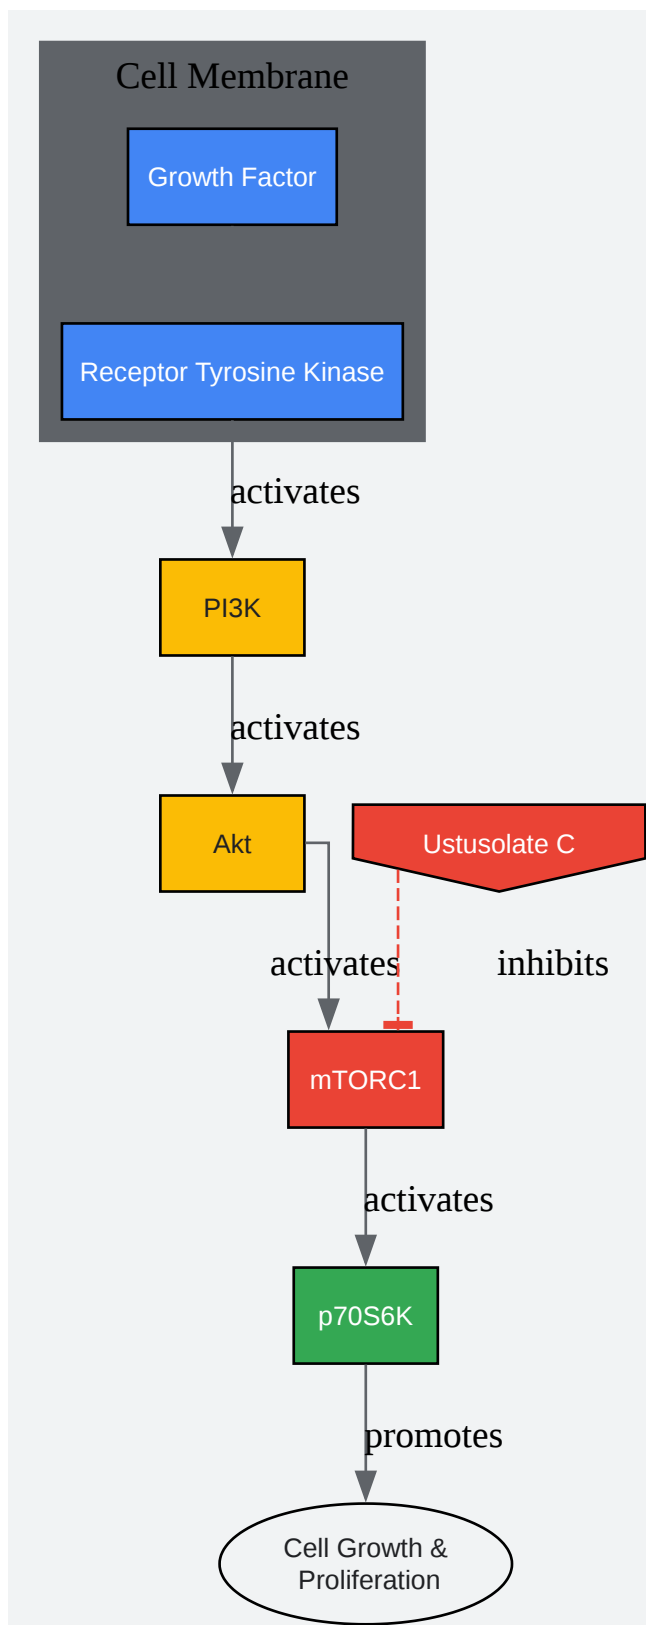 Cell Membrane
Growth Factor
Receptor Tyrosine Kinase
activates
PI3K
activates
Akt
Ustusolate C
activates
inhibits
mTORC1
activates
p70S6K
promotes
Cell Growth &
Proliferation